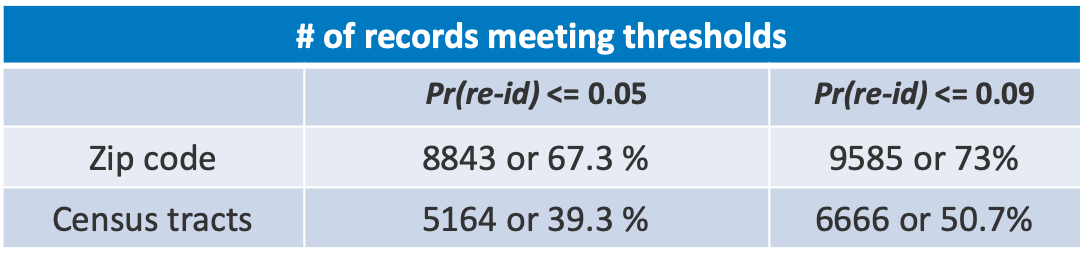 # of records meeting thresholds
Pr(re-id) <= 0.05 Pr(re-id) <= 0.09
Zip code 8843 or 67.3 % 9585 or 73%
Census tracts 5164 or 39.3 % 6666 or 50.7%